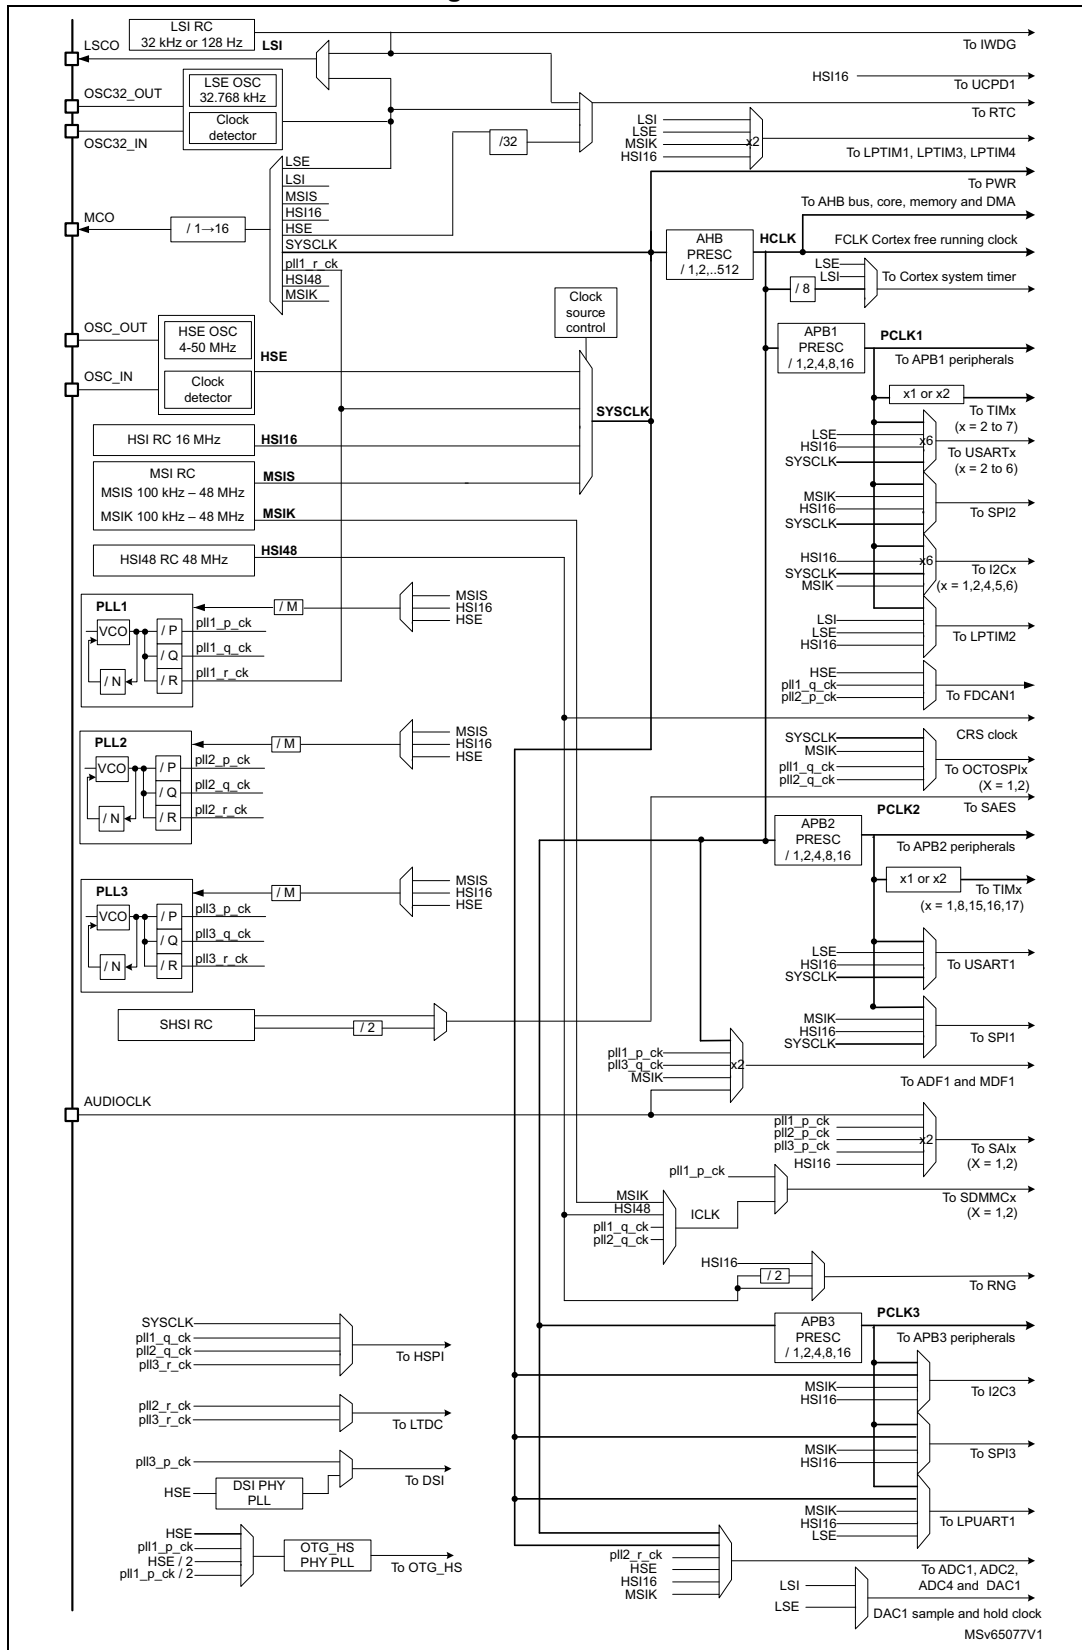 LSI RC
32 kHz or 128 Hz
LSI
LSCO
To IWDG
OSC32_OUT
LSE OSC
32.768 kHz
Clock
detector
OSC32_IN
HSI16
To UCPD1
To RTC
/32
LSI
LSE
MSIK
HSI16
x2
To LPTIM1, LPTIM3, LPTIM4
LSE
LSI
MSIS
HSI16
HSE
SYSCLK
pll1_r_ck
HSI48
MSIK
MCO
/ 1→16
To PWR
To AHB bus, core, memory and DMA
AHB
PRESC
/ 1,2,..512
HCLK
FCLK Cortex free running clock
LSE
LSI
/ 8
To Cortex system timer
Clock
source
control
OSC_OUT
HSE OSC
4-50 MHz
HSE
OSC_IN
Clock
detector
APB1
PRESC
/ 1,2,4,8,16
PCLK1
To APB1 peripherals
x1 or x2
To TIMx
(x = 2 to 7)
SYSCLK
HSI RC 16 MHz
HSI16
LSE
HSI16
SYSCLK
x6
To USARTx
(x = 2 to 6)
MSI RC
MSIS 100 kHz – 48 MHz
MSIK 100 kHz – 48 MHz
MSIS
MSIK
MSIK
HSI16
SYSCLK
To SPI2
HSI48 RC 48 MHz
HSI48
HSI16
SYSCLK
MSIK
x6
To I2Cx
(x = 1,2,4,5,6)
PLL1
VCO
/ N
/ P
/ Q
/ R
pll1_p_ck
pll1_q_ck
pll1_r_ck
/ M
MSIS
HSI16
HSE
LSI
LSE
HSI16
To LPTIM2
HSE
pll1_q_ck
pll2_p_ck
To FDCAN1
CRS clock
PLL2
VCO
/ N
/ P
/ Q
/ R
pll2_p_ck
pll2_q_ck
pll2_r_ck
/ M
MSIS
HSI16
HSE
SYSCLK
MSIK
pll1_q_ck
pll2_q_ck
To OCTOSPIx
(X = 1,2)
To SAES
APB2
PRESC
/ 1,2,4,8,16
PCLK2
To APB2 peripherals
x1 or x2
To TIMx
(x = 1,8,15,16,17)
PLL3
VCO
/ N
/ P
/ Q
/ R
pll3_p_ck
pll3_q_ck
pll3_r_ck
/ M
MSIS
HSI16
HSE
LSE
HSI16
SYSCLK
To USART1
SHSI RC
/ 2
MSIK
HSI16
SYSCLK
To SPI1
pll1_p_ck
pll3_q_ck
MSIK
x2
To ADF1 and MDF1
AUDIOCLK
pll1_p_ck
pll2_p_ck
pll3_p_ck
HSI16
x2
To SAIx
(X = 1,2)
pll1_p_ck
MSIK
HSI48
pll1_q_ck
pll2_q_ck
ICLK
To SDMMCx
(X = 1,2)
HSI16
/ 2
To RNG
APB3
PRESC
/ 1,2,4,8,16
PCLK3
To APB3 peripherals
SYSCLK
pll1_q_ck
pll2_q_ck
pll3_r_ck
To HSPI
MSIK
HSI16
To I2C3
pll2_r_ck
pll3_r_ck
To LTDC
MSIK
HSI16
To SPI3
pll3_p_ck
HSE
DSI PHY
PLL
To DSI
MSIK
HSI16
LSE
To LPUART1
HSE
pll1_p_ck
HSE / 2
pll1_p_ck / 2
OTG_HS
PHY PLL
To OTG_HS
pll2_r_ck
HSE
HSI16
MSIK
To ADC1, ADC2,
ADC4 and DAC1
LSI
LSE
DAC1 sample and hold clock
MSv65077V1